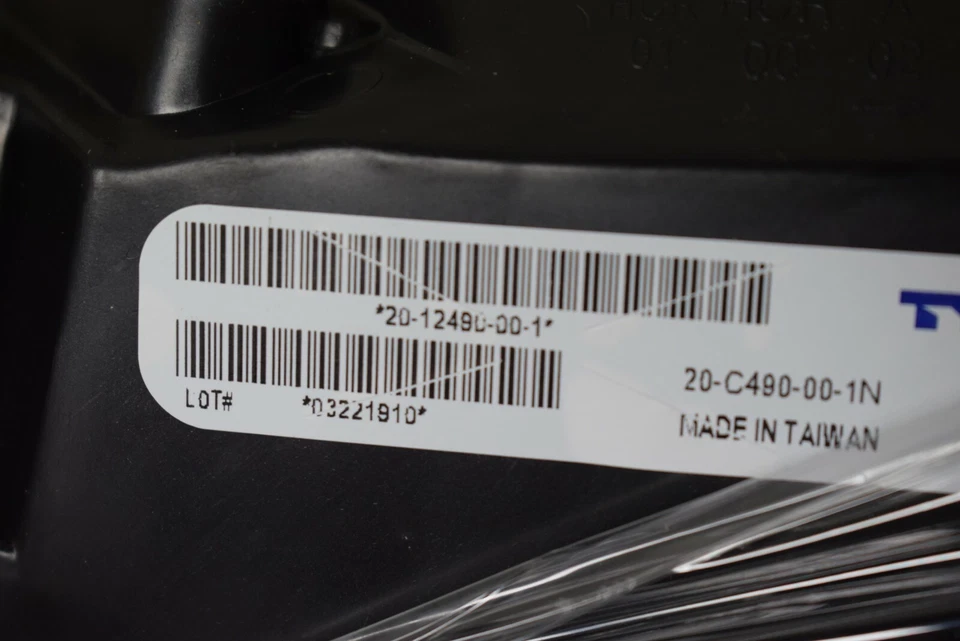 *20-12490-00-1*
20-C490-00-1N
LOT# *03221910*
MADE IN TAIWAN